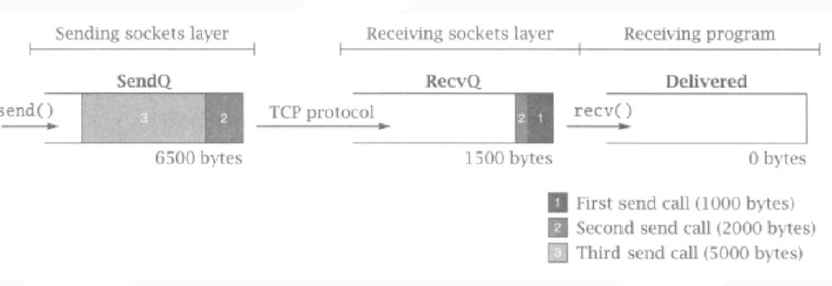 Sending sockets layer Receiving sockets layer Receiving program
SendQ RecvQ Delivered
send() 3 2 TCP protocol 2 1 recv()
6500 bytes 1500 bytes 0 bytes
1 First send call (1000 bytes)
2 Second send call (2000 bytes)
3 Third send call (5000 bytes)